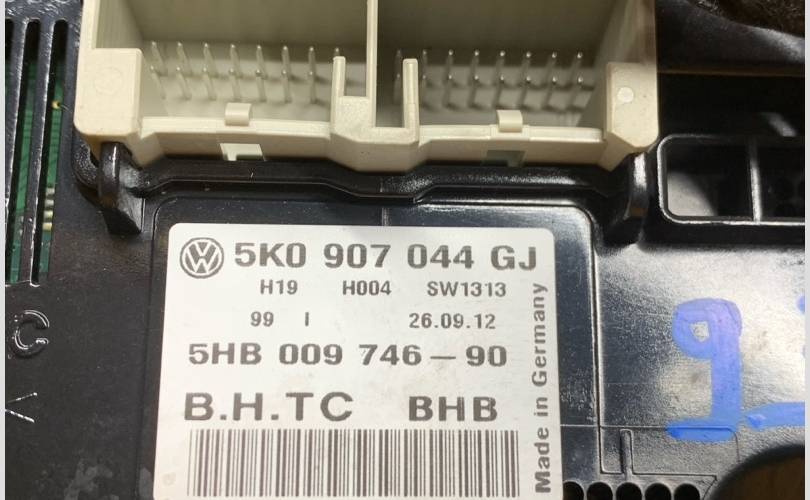 5K0 907 044 GJ
H19 H004 SW1313
99 I 26.09.12
5HB 009 746-90
B.H.TC BHB
Made in Germany